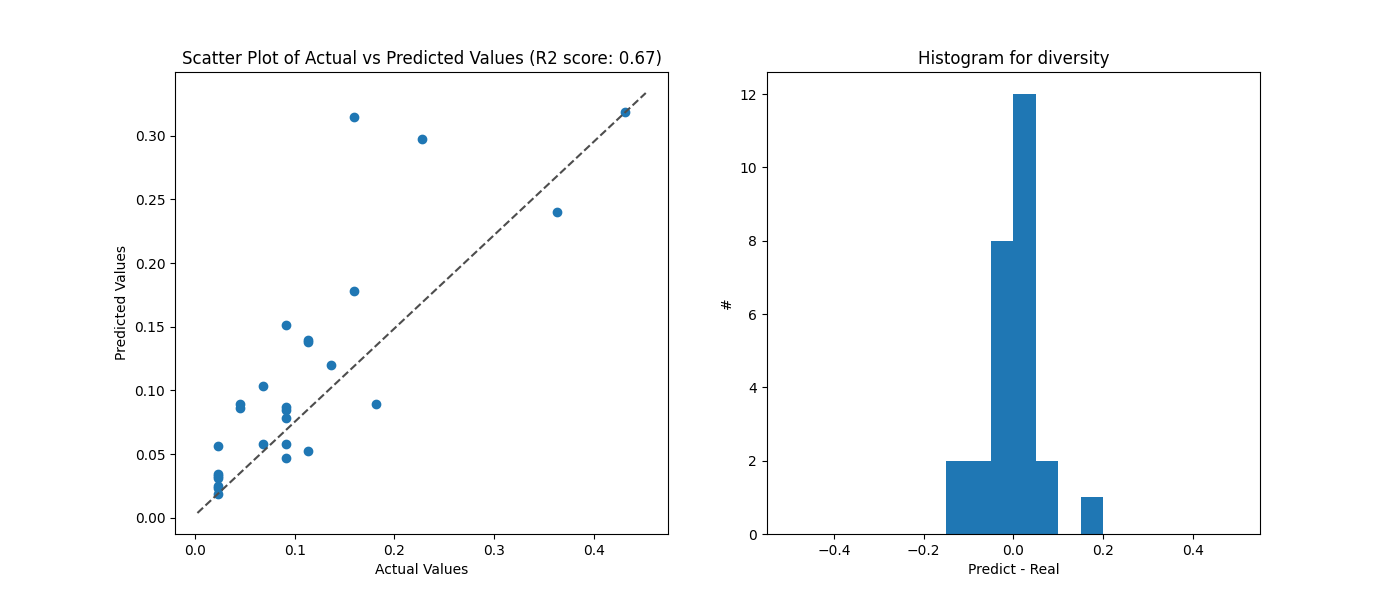 Scatter Plot of Actual vs Predicted Values (R2 score: 0.67)
Predicted Values
0.30
0.25
0.20
0.15
0.10
0.05
0.00
0.0 0.1 0.2 0.3 0.4
Actual Values
Histogram for diversity
#
12
10
8
6
4
2
0
−0.4 −0.2 0.0 0.2 0.4
Predict - Real